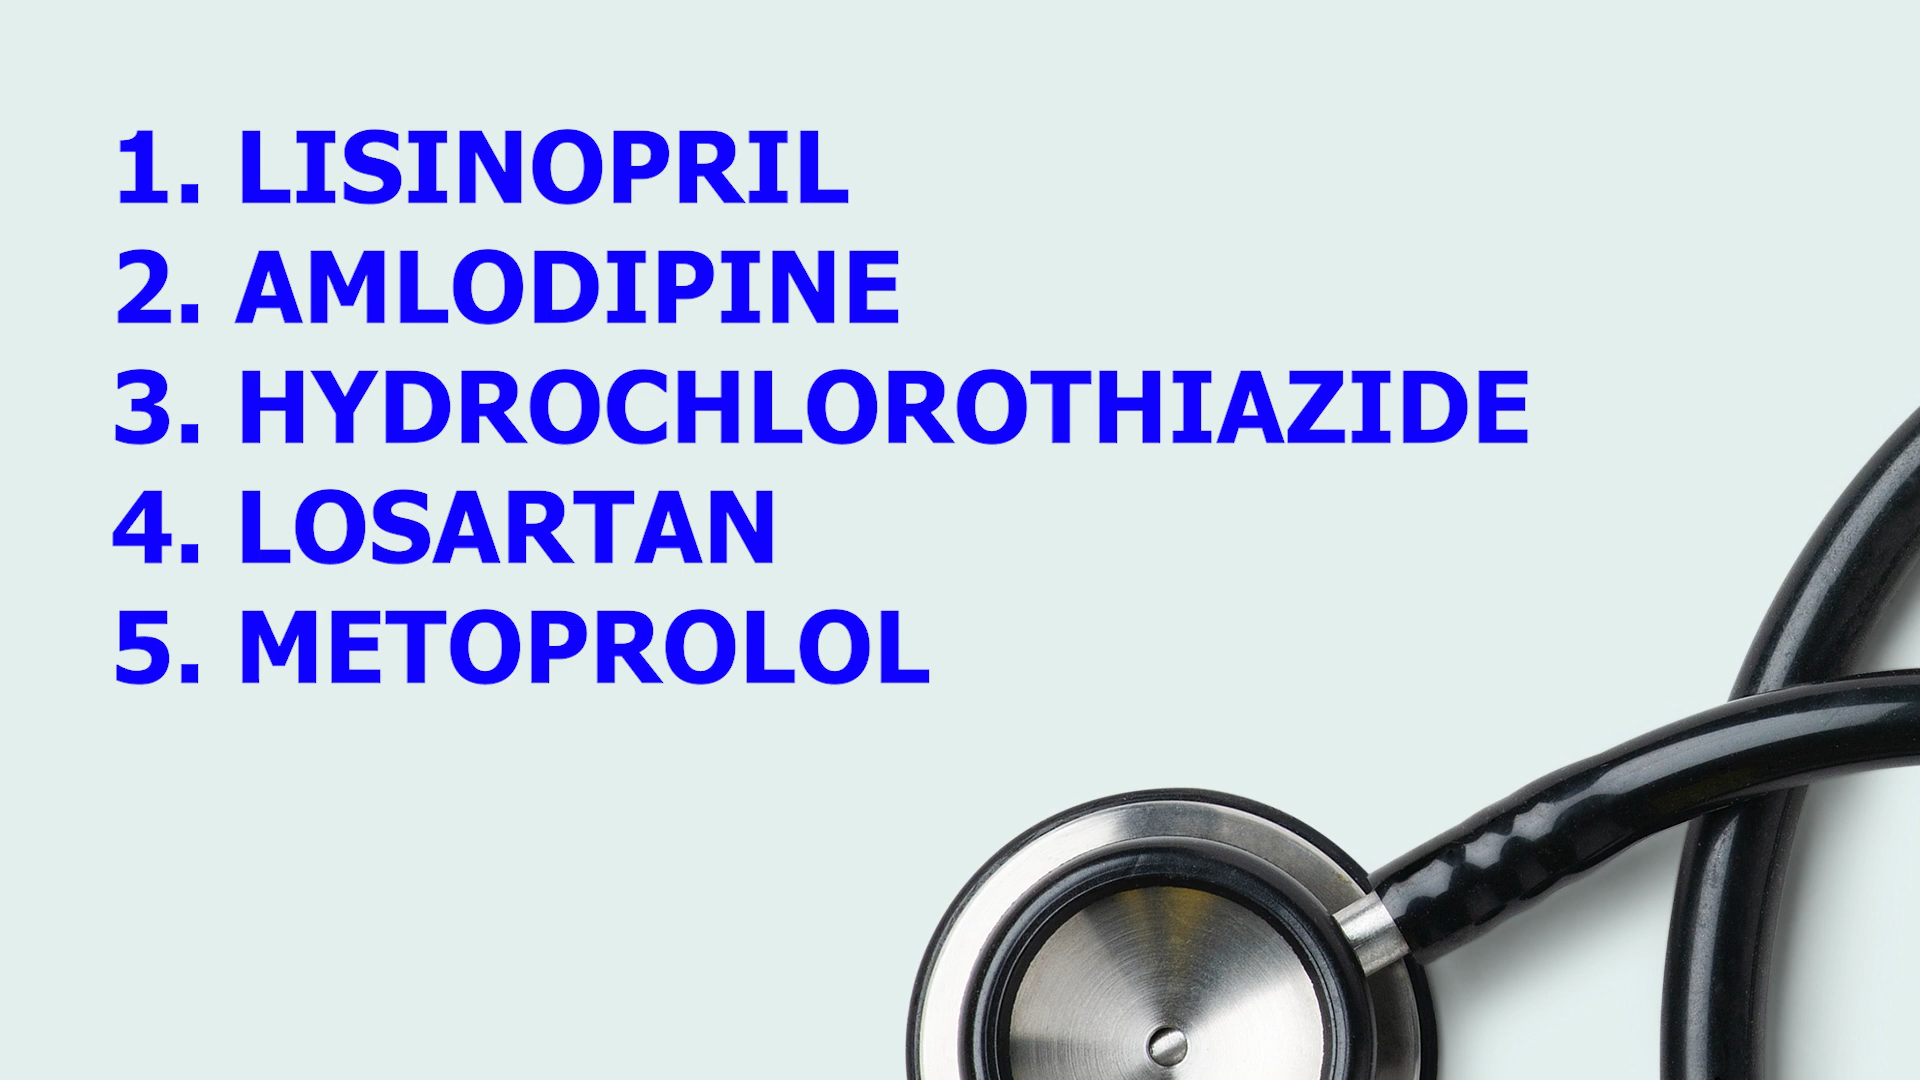 1. LISINOPRIL
2. AMLODIPINE
3. HYDROCHLOROTHIAZIDE
4. LOSARTAN
5. METOPROLOL